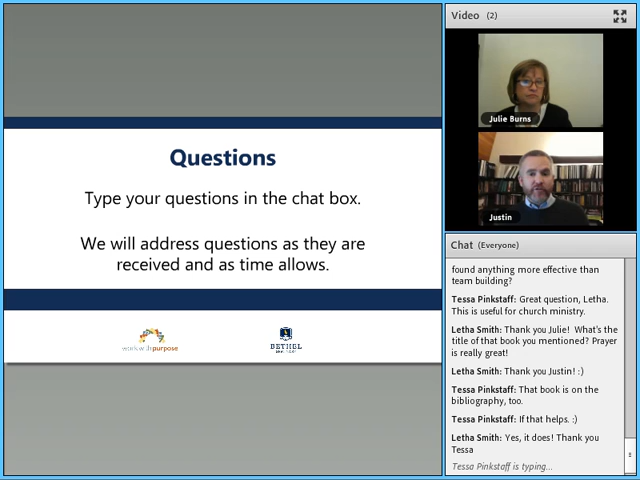 Questions
Type your questions in the chat box.
We will address questions as they are
received and as time allows.
workwithpurpose
BETHEL
Video (2)
Julie Burns
Justin
Chat (Everyone)
found anything more effective than
team building?
Tessa Pinkstaff: Great question, Letha.
This is useful for church ministry.
Letha Smith: Thank you Julie!  What's the
title of that book you mentioned? Prayer
is really great!
Letha Smith: Thank you Justin! :)
Tessa Pinkstaff: That book is on the
bibliography, too.
Tessa Pinkstaff: If that helps. :)
Letha Smith: Yes, it does! Thank you
Tessa
Tessa Pinkstaff is typing...